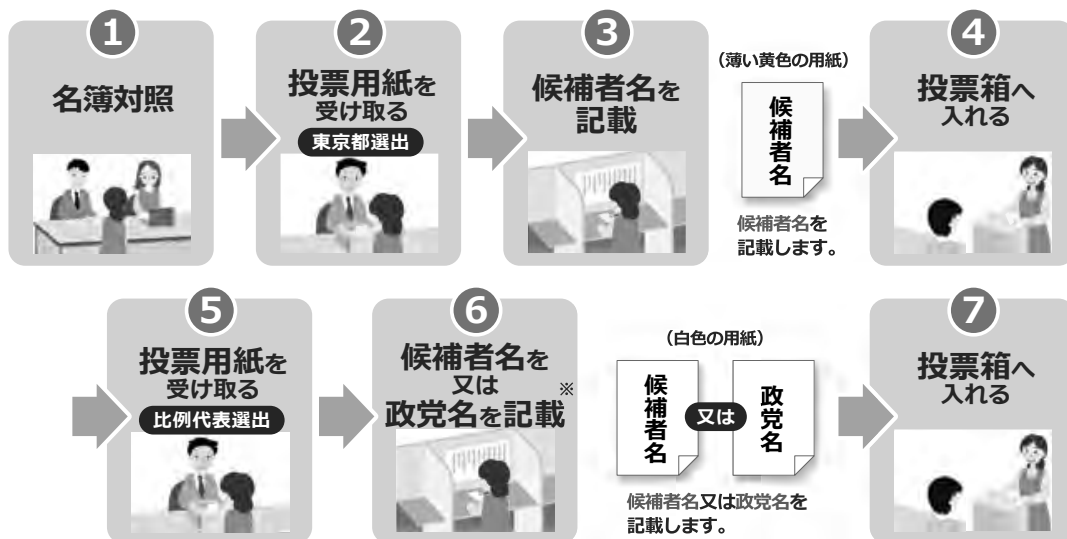 1
名簿対照
2
投票用紙を
受け取る
東京都選出
3
候補者名を
記載
（薄い黄色の用紙）
候補者名
候補者名を
記載します。
4
投票箱へ
入れる
5
投票用紙を
受け取る
比例代表選出
6
候補者名を
又は
政党名を記載※
（白色の用紙）
候補者名
又は
政党名
候補者名又は政党名を
記載します。
7
投票箱へ
入れる